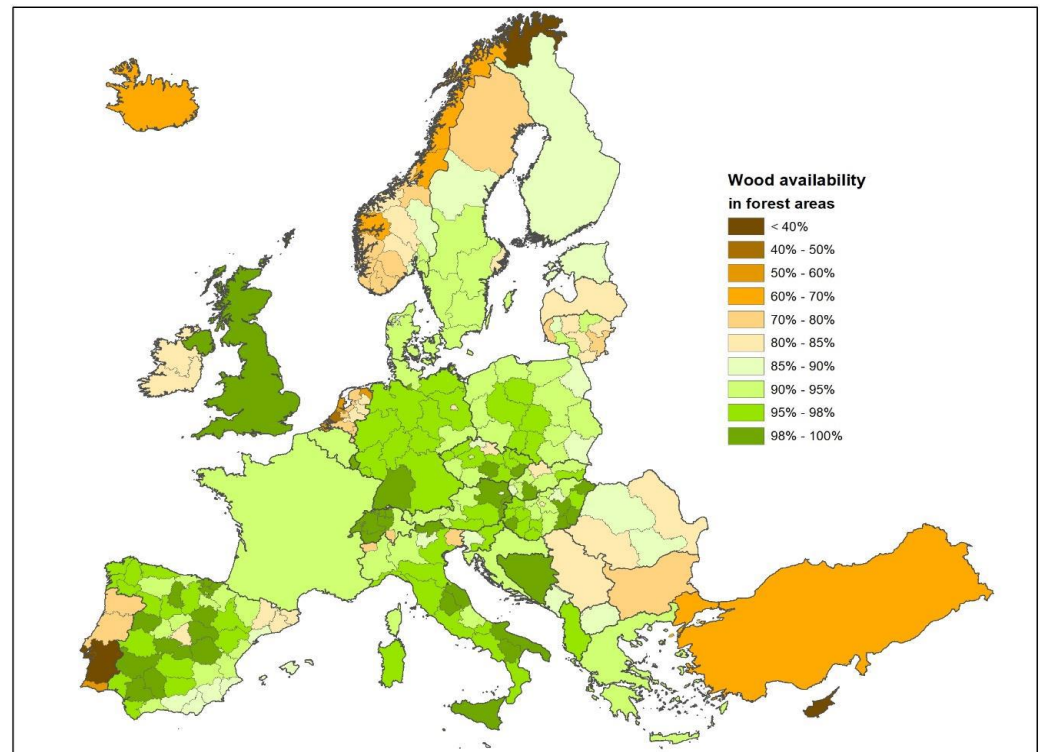 Wood availability
in forest areas
< 40%
40% - 50%
50% - 60%
60% - 70%
70% - 80%
80% - 85%
85% - 90%
90% - 95%
95% - 98%
98% - 100%